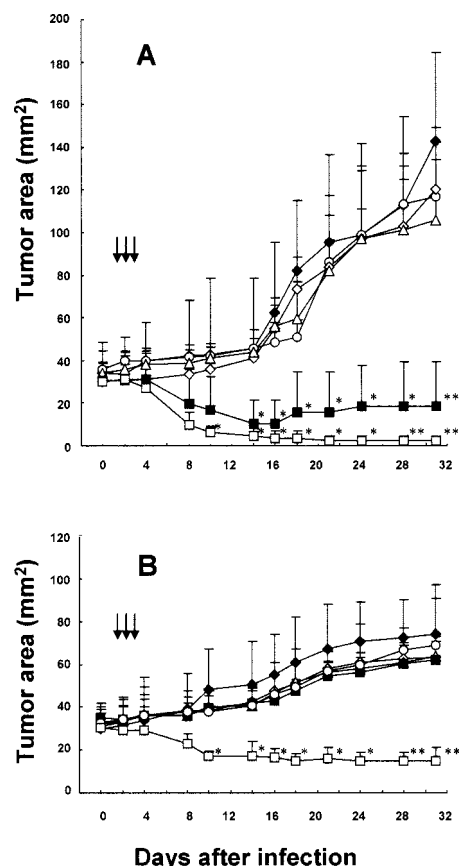 A
Tumor area (mm²)
200
180
160
140
120
100
80
60
40
20
0
* * * * * * **
* * * * * * ** **
0 4 8 12 16 20 24 28 32
B
Tumor area (mm²)
120
100
80
60
40
20
0
* * * * * * ** **
0 4 8 12 16 20 24 28 32
Days after infection